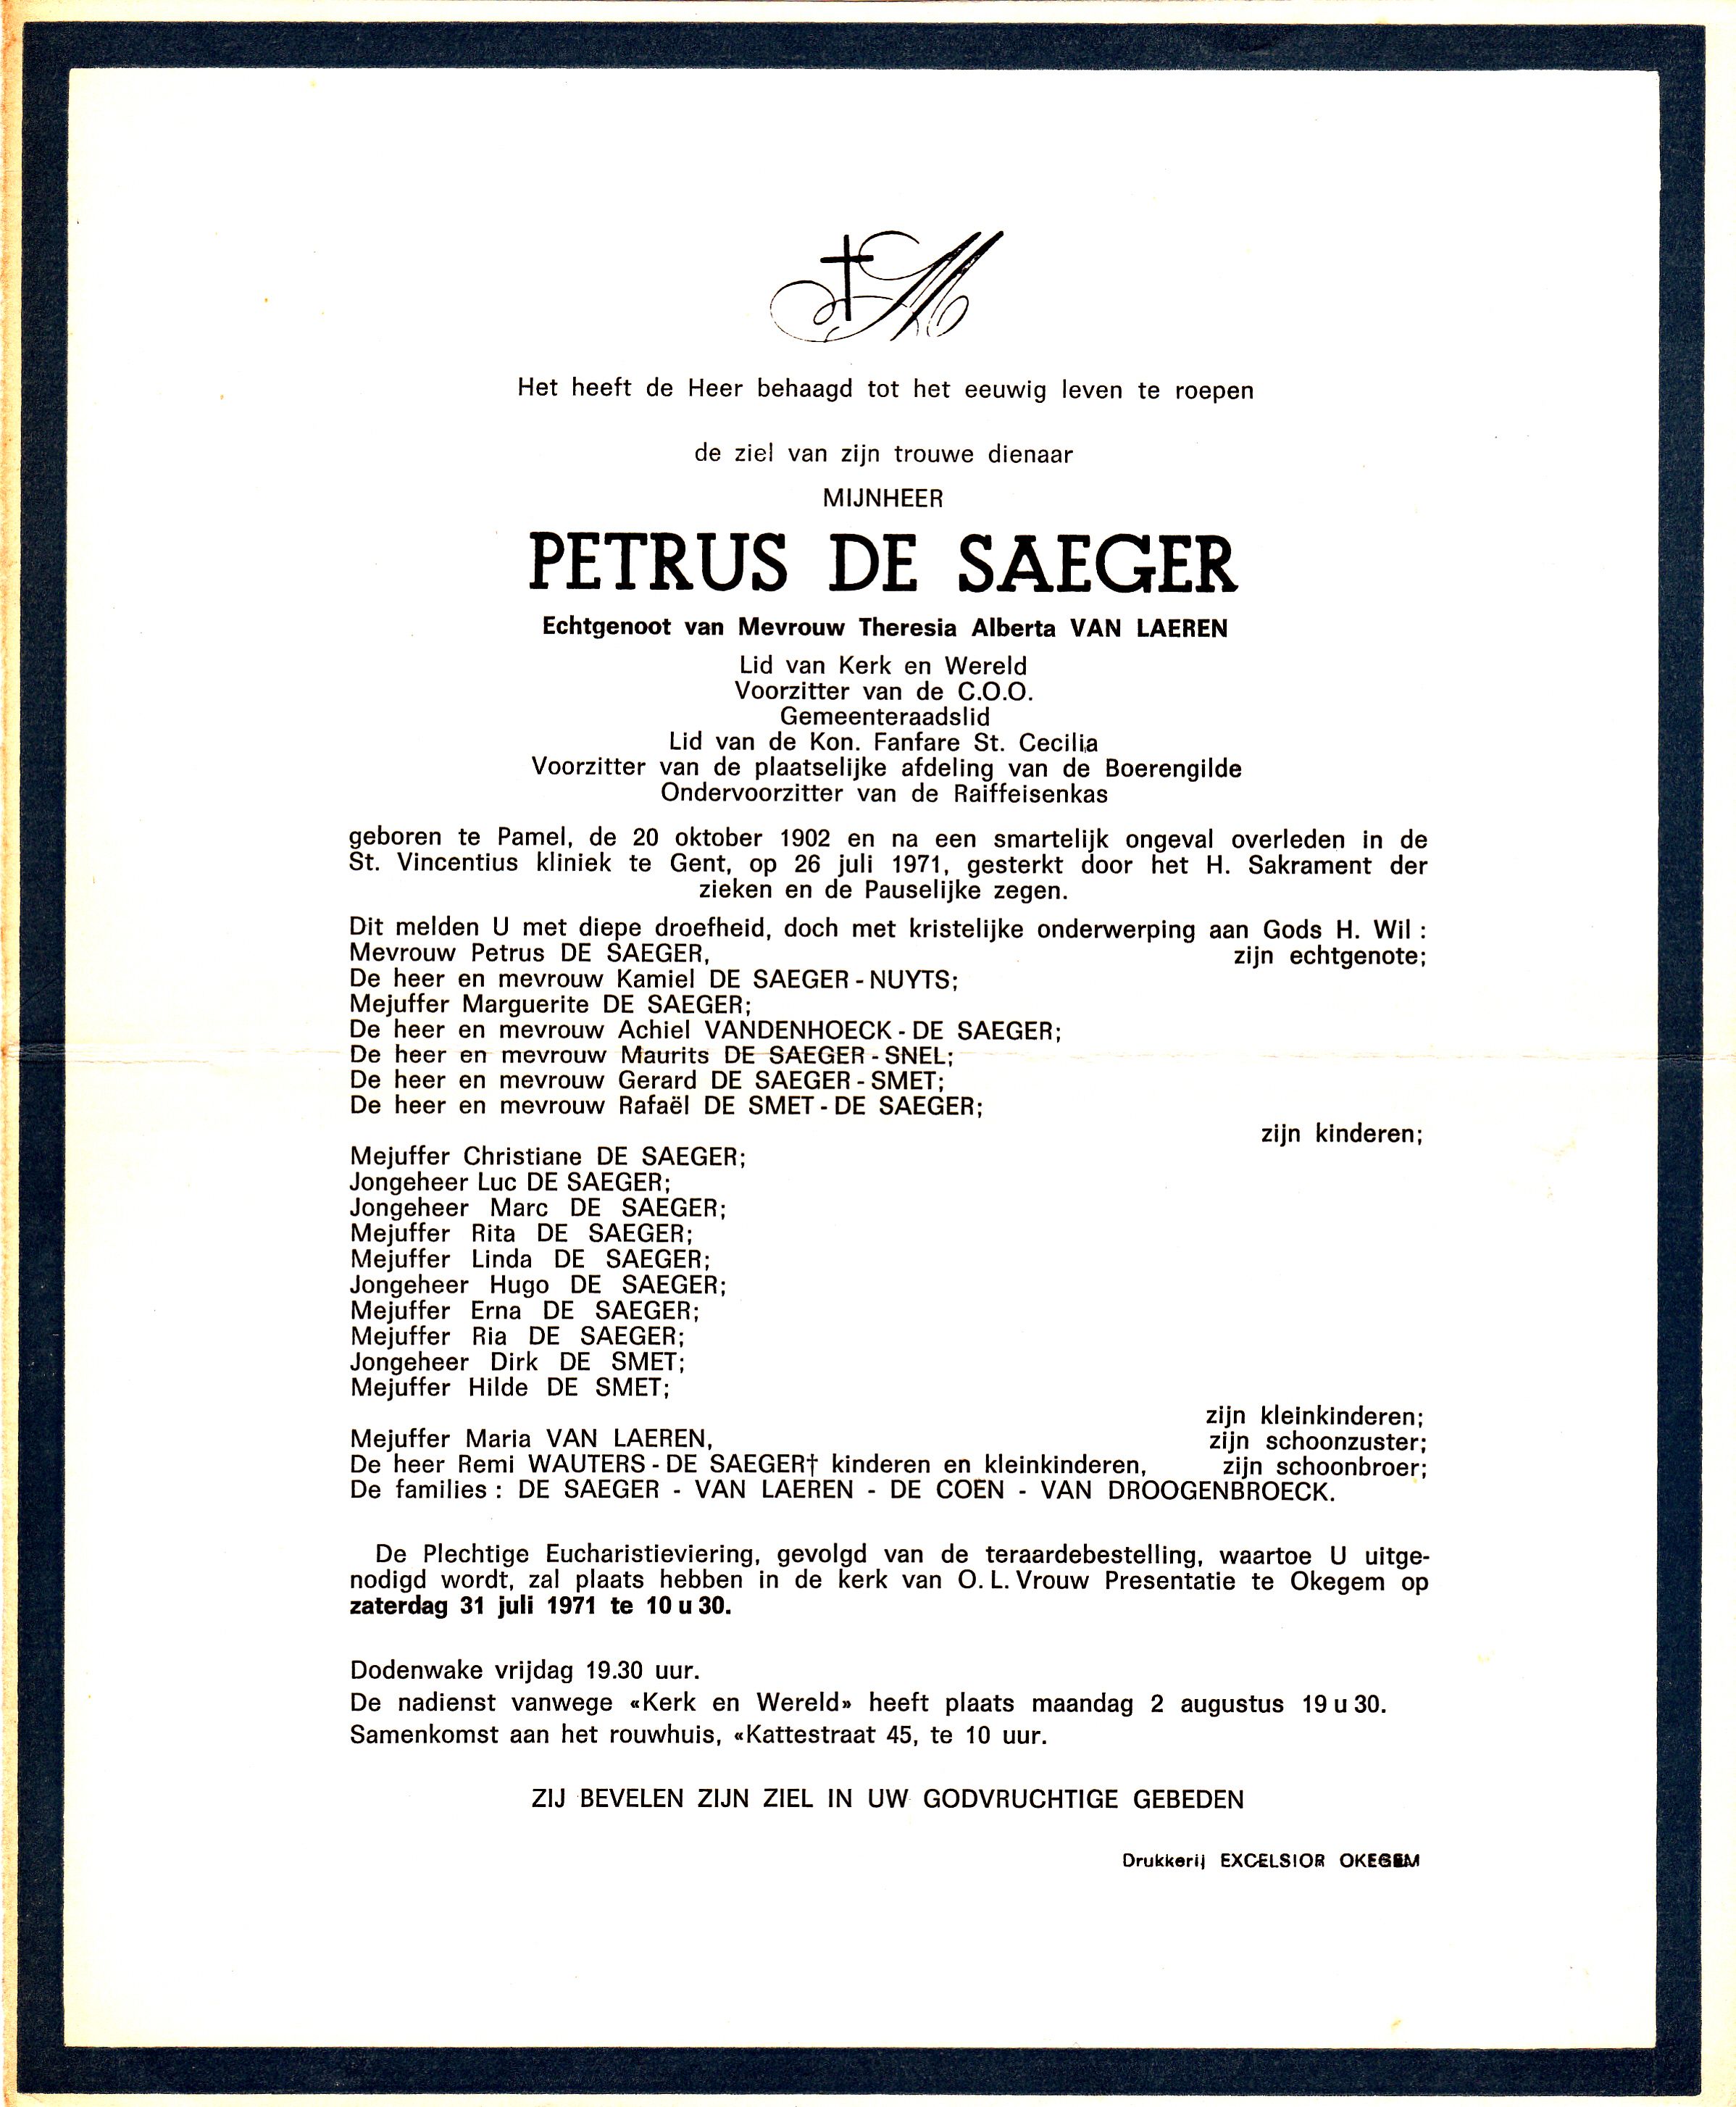 Het heeft de Heer behaagd tot het eeuwig leven te roepen
de ziel van zijn trouwe dienaar
MIJNHEER
PETRUS DE SAEGER
Echtgenoot van Mevrouw Theresia Alberta VAN LAEREN
Lid van Kerk en Wereld
Voorzitter van de C.O.O.
Gemeenteraadslid
Lid van de Kon. Fanfare St. Cecilia
Voorzitter van de plaatselijke afdeling van de Boerengilde
Ondervoorzitter van de Raiffeisenkas
geboren te Pamel, de 20 oktober 1902 en na een smartelijk ongeval overleden in de
St. Vincentius kliniek te Gent, op 26 juli 1971, gesterkt door het H. Sakrament der
zieken en de Pauselijke zegen.
Dit melden U met diepe droefheid, doch met kristelijke onderwerping aan Gods H. Wil :
Mevrouw Petrus DE SAEGER, zijn echtgenote;
De heer en mevrouw Kamiel DE SAEGER - NUYTS;
Mejuffer Marguerite DE SAEGER;
De heer en mevrouw Achiel VANDENHOECK - DE SAEGER;
De heer en mevrouw Maurits DE SAEGER - SNEL;
De heer en mevrouw Gerard DE SAEGER - SMET;
De heer en mevrouw Rafaël DE SMET - DE SAEGER;
zijn kinderen;
Mejuffer Christiane DE SAEGER;
Jongeheer Luc DE SAEGER;
Jongeheer Marc DE SAEGER;
Mejuffer Rita DE SAEGER;
Mejuffer Linda DE SAEGER;
Jongeheer Hugo DE SAEGER;
Mejuffer Erna DE SAEGER;
Mejuffer Ria DE SAEGER;
Jongeheer Dirk DE SMET;
Mejuffer Hilde DE SMET;
zijn kleinkinderen;
Mejuffer Maria VAN LAEREN, zijn schoonzuster;
De heer Remi WAUTERS - DE SAEGER† kinderen en kleinkinderen, zijn schoonbroer;
De families : DE SAEGER - VAN LAEREN - DE COEN - VAN DROOGENBROECK.
De Plechtige Eucharistieviering, gevolgd van de teraardebestelling, waartoe U uitge-
nodigd wordt, zal plaats hebben in de kerk van O. L. Vrouw Presentatie te Okegem op
zaterdag 31 juli 1971 te 10 u 30.
Dodenwake vrijdag 19.30 uur.
De nadienst vanwege «Kerk en Wereld» heeft plaats maandag 2 augustus 19 u 30.
Samenkomst aan het rouwhuis, «Kattestraat 45, te 10 uur.
ZIJ BEVELEN ZIJN ZIEL IN UW GODVRUCHTIGE GEBEDEN
Drukkerij EXCELSIOR OKEGEM